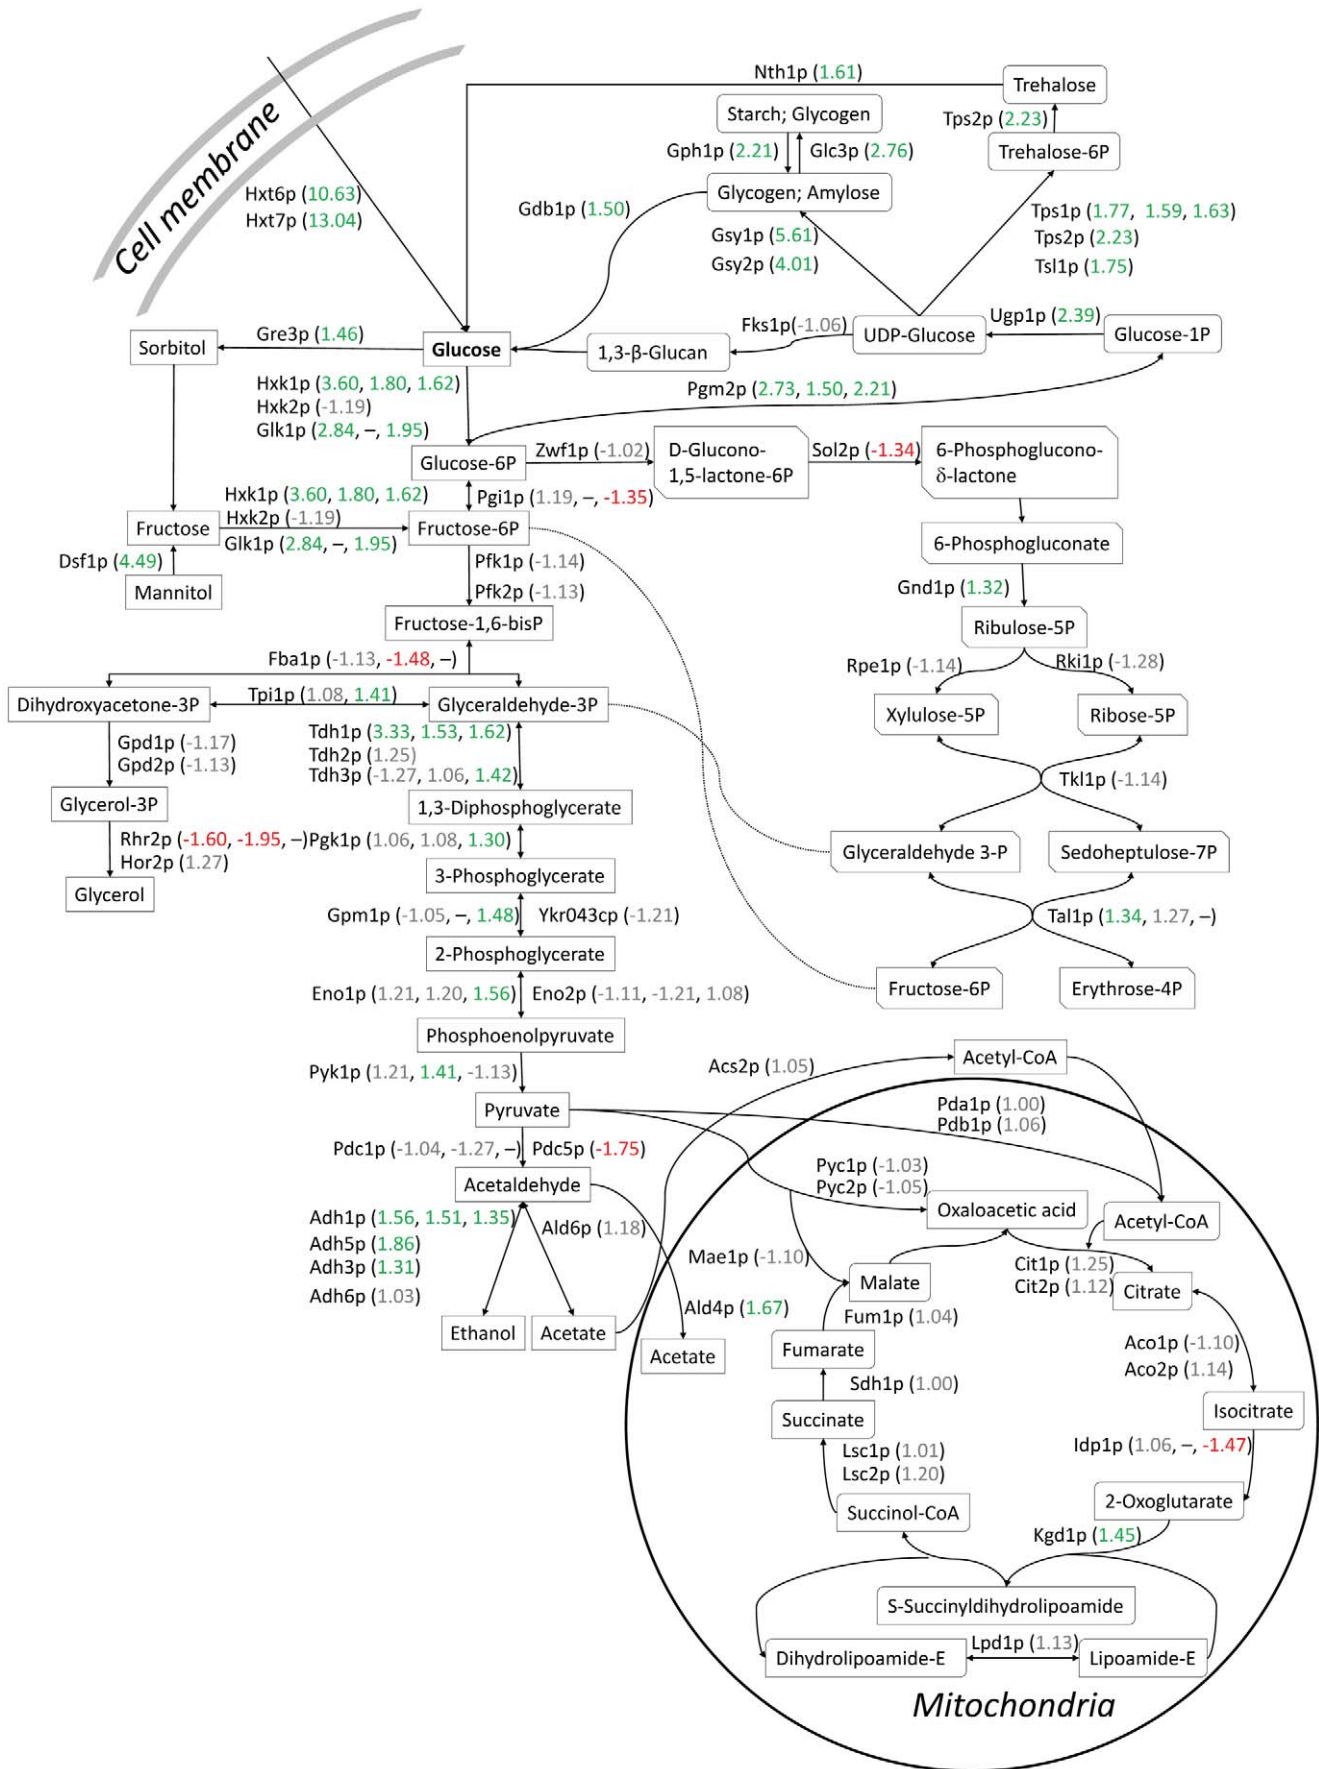 Cell membrane
Nth1p (1.61)
Trehalose
Starch; Glycogen
Tps2p (2.23)
Gph1p (2.21)
Glc3p (2.76)
Trehalose-6P
Glycogen; Amylose
Hxt6p (10.63)
Hxt7p (13.04)
Gdb1p (1.50)
Gsy1p (5.61)
Gsy2p (4.01)
Tps1p (1.77, 1.59, 1.63)
Tps2p (2.23)
Tsl1p (1.75)
Sorbitol
Gre3p (1.46)
Glucose
1,3-β-Glucan
Fks1p(-1.06)
UDP-Glucose
Ugp1p (2.39)
Glucose-1P
Hxk1p (3.60, 1.80, 1.62)
Hxk2p (-1.19)
Glk1p (2.84, –, 1.95)
Pgm2p (2.73, 1.50, 2.21)
Glucose-6P
Zwf1p (-1.02)
D-Glucono-
1,5-lactone-6P
Sol2p (-1.34)
6-Phosphoglucono-
δ-lactone
Hxk1p (3.60, 1.80, 1.62)
Hxk2p (-1.19)
Glk1p (2.84, –, 1.95)
Pgi1p (1.19, –, -1.35)
Fructose
Fructose-6P
6-Phosphogluconate
Dsf1p (4.49)
Mannitol
Pfk1p (-1.14)
Pfk2p (-1.13)
Gnd1p (1.32)
Fructose-1,6-bisP
Ribulose-5P
Fba1p (-1.13, -1.48, –)
Rpe1p (-1.14)
Rki1p (-1.28)
Dihydroxyacetone-3P
Tpi1p (1.08, 1.41)
Glyceraldehyde-3P
Xylulose-5P
Ribose-5P
Gpd1p (-1.17)
Gpd2p (-1.13)
Tdh1p (3.33, 1.53, 1.62)
Tdh2p (1.25)
Tdh3p (-1.27, 1.06, 1.42)
Tkl1p (-1.14)
Glycerol-3P
1,3-Diphosphoglycerate
Rhr2p (-1.60, -1.95, –)
Hor2p (1.27)
Pgk1p (1.06, 1.08, 1.30)
Glyceraldehyde 3-P
Sedoheptulose-7P
Glycerol
3-Phosphoglycerate
Gpm1p (-1.05, –, 1.48)
Ykr043cp (-1.21)
Tal1p (1.34, 1.27, –)
2-Phosphoglycerate
Fructose-6P
Erythrose-4P
Eno1p (1.21, 1.20, 1.56)
Eno2p (-1.11, -1.21, 1.08)
Phosphoenolpyruvate
Pyk1p (1.21, 1.41, -1.13)
Acs2p (1.05)
Acetyl-CoA
Pyruvate
Pda1p (1.00)
Pdb1p (1.06)
Pdc1p (-1.04, -1.27, –)
Pdc5p (-1.75)
Pyc1p (-1.03)
Pyc2p (-1.05)
Acetaldehyde
Oxaloacetic acid
Acetyl-CoA
Adh1p (1.56, 1.51, 1.35)
Adh5p (1.86)
Adh3p (1.31)
Adh6p (1.03)
Ald6p (1.18)
Mae1p (-1.10)
Cit1p (1.25)
Cit2p (1.12)
Malate
Citrate
Ald4p (1.67)
Fum1p (1.04)
Ethanol
Acetate
Acetate
Fumarate
Aco1p (-1.10)
Aco2p (1.14)
Sdh1p (1.00)
Succinate
Isocitrate
Lsc1p (1.01)
Lsc2p (1.20)
Idp1p (1.06, –, -1.47)
Succinol-CoA
2-Oxoglutarate
Kgd1p (1.45)
S-Succinyldihydrolipoamide
Dihydrolipoamide-E
Lpd1p (1.13)
Lipoamide-E
Mitochondria